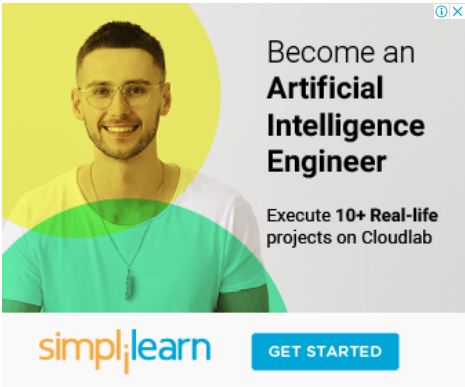 Become an
Artificial
Intelligence
Engineer
Execute 10+ Real-life
projects on Cloudlab
simplilearn
GET STARTED